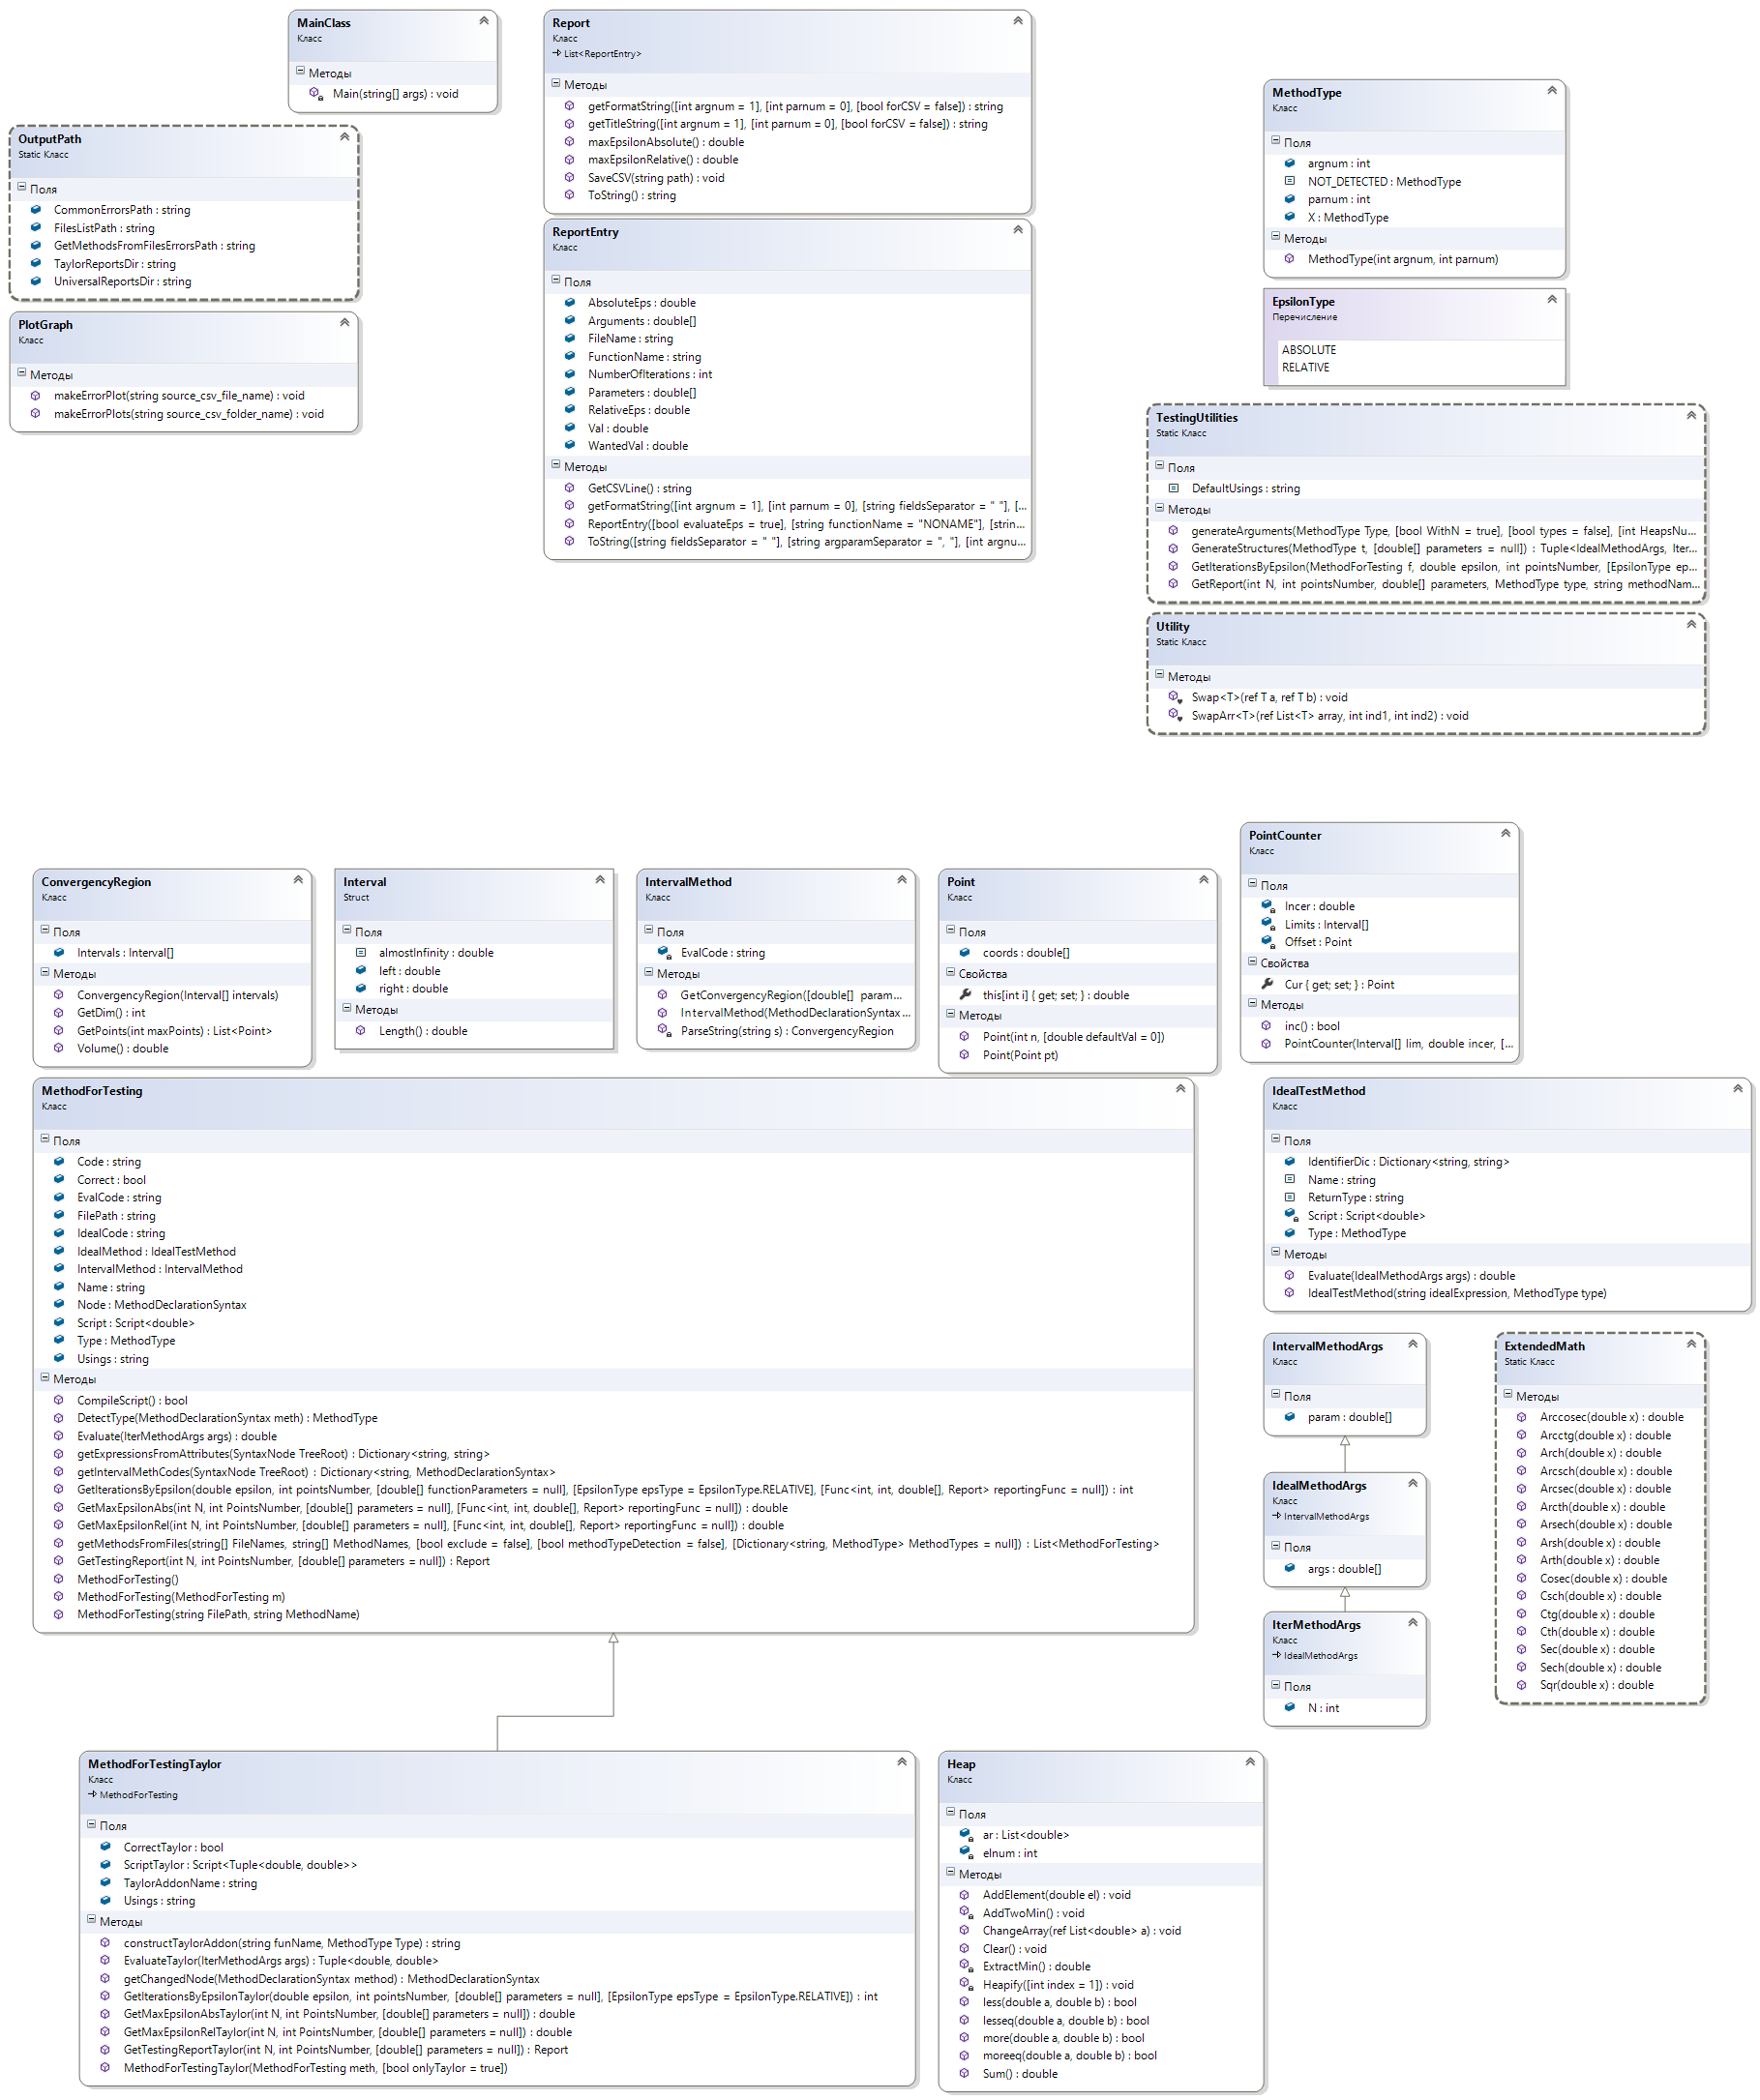 MainClass
Класс
Методы
Main(string[] args) : void
Report
Класс
List<ReportEntry>
Методы
getFormatString([int argnum = 1], [int parnum = 0], [bool forCSV = false]) : string
getTitleString([int argnum = 1], [int parnum = 0], [bool forCSV = false]) : string
maxEpsilonAbsolute() : double
maxEpsilonRelative() : double
SaveCSV(string path) : void
ToString() : string
MethodType
Класс
Поля
argnum : int
NOT_DETECTED : MethodType
parnum : int
X : MethodType
Методы
MethodType(int argnum, int parnum)
OutputPath
Static Класс
Поля
CommonErrorsPath : string
FilesListPath : string
GetMethodsFromFilesErrorsPath : string
TaylorReportsDir : string
UniversalReportsDir : string
PlotGraph
Класс
Методы
makeErrorPlot(string source_csv_file_name) : void
makeErrorPlots(string source_csv_folder_name) : void
ReportEntry
Класс
Поля
AbsoluteEps : double
Arguments : double[]
FileName : string
FunctionName : string
NumberOfIterations : int
Parameters : double[]
RelativeEps : double
Val : double
WantedVal : double
Методы
GetCSVLine() : string
getFormatString([int argnum = 1], [int parnum = 0], [string fieldsSeparator = " "], [...
ReportEntry([bool evaluateEps = true], [string functionName = "NONAME"], [strin...
ToString([string fieldsSeparator = " "], [string argparamSeparator = ", "], [int argnu...
EpsilonType
Перечисление
ABSOLUTE
RELATIVE
TestingUtilities
Static Класс
Поля
DefaultUsings : string
Методы
generateArguments(MethodType Type, [bool WithN = true], [bool types = false], [int HeapsNu...
GenerateStructures(MethodType t, [double[] parameters = null]) : Tuple<IdealMethodArgs, Iter...
GetIterationsByEpsilon(MethodForTesting f, double epsilon, int pointsNumber, [EpsilonType ep...
GetReport(int N, int pointsNumber, double[] parameters, MethodType type, string methodNam...
Utility
Static Класс
Методы
Swap<T>(ref T a, ref T b) : void
SwapArr<T>(ref List<T> array, int ind1, int ind2) : void
ConvergencyRegion
Класс
Поля
Intervals : Interval[]
Методы
ConvergencyRegion(Interval[] intervals)
GetDim() : int
GetPoints(int maxPoints) : List<Point>
Volume() : double
Interval
Struct
Поля
almostInfinity : double
left : double
right : double
Методы
Length() : double
IntervalMethod
Класс
Поля
EvalCode : string
Методы
GetConvergencyRegion([double[] param...
IntervalMethod(MethodDeclarationSyntax ...
ParseString(string s) : ConvergencyRegion
Point
Класс
Поля
coords : double[]
Свойства
this[int i] { get; set; } : double
Методы
Point(int n, [double defaultVal = 0])
Point(Point pt)
PointCounter
Класс
Поля
Incer : double
Limits : Interval[]
Offset : Point
Свойства
Cur { get; set; } : Point
Методы
inc() : bool
PointCounter(Interval[] lim, double incer, [...
MethodForTesting
Класс
Поля
Code : string
Correct : bool
EvalCode : string
FilePath : string
IdealCode : string
IdealMethod : IdealTestMethod
IntervalMethod : IntervalMethod
Name : string
Node : MethodDeclarationSyntax
Script : Script<double>
Type : MethodType
Usings : string
Методы
CompileScript() : bool
DetectType(MethodDeclarationSyntax meth) : MethodType
Evaluate(IterMethodArgs args) : double
getExpressionsFromAttributes(SyntaxNode TreeRoot) : Dictionary<string, string>
getIntervalMethCodes(SyntaxNode TreeRoot) : Dictionary<string, MethodDeclarationSyntax>
GetIterationsByEpsilon(double epsilon, int pointsNumber, [double[] functionParameters = null], [EpsilonType epsType = EpsilonType.RELATIVE], [Func<int, int, double[], Report> reportingFunc = null]) : int
GetMaxEpsilonAbs(int N, int PointsNumber, [double[] parameters = null], [Func<int, int, double[], Report> reportingFunc = null]) : double
GetMaxEpsilonRel(int N, int PointsNumber, [double[] parameters = null], [Func<int, int, double[], Report> reportingFunc = null]) : double
getMethodsFromFiles(string[] FileNames, string[] MethodNames, [bool exclude = false], [bool methodTypeDetection = false], [Dictionary<string, MethodType> MethodTypes = null]) : List<MethodForTesting>
GetTestingReport(int N, int PointsNumber, [double[] parameters = null]) : Report
MethodForTesting()
MethodForTesting(MethodForTesting m)
MethodForTesting(string FilePath, string MethodName)
IdealTestMethod
Класс
Поля
IdentifierDic : Dictionary<string, string>
Name : string
ReturnType : string
Script : Script<double>
Type : MethodType
Методы
Evaluate(IdealMethodArgs args) : double
IdealTestMethod(string idealExpression, MethodType type)
IntervalMethodArgs
Класс
Поля
param : double[]
IdealMethodArgs
Класс
IntervalMethodArgs
Поля
args : double[]
IterMethodArgs
Класс
IdealMethodArgs
Поля
N : int
ExtendedMath
Static Класс
Методы
Arccosec(double x) : double
Arcctg(double x) : double
Arch(double x) : double
Arcsch(double x) : double
Arcsec(double x) : double
Arcth(double x) : double
Arsech(double x) : double
Arsh(double x) : double
Arth(double x) : double
Cosec(double x) : double
Csch(double x) : double
Ctg(double x) : double
Cth(double x) : double
Sec(double x) : double
Sech(double x) : double
Sqr(double x) : double
MethodForTestingTaylor
Класс
MethodForTesting
Поля
CorrectTaylor : bool
ScriptTaylor : Script<Tuple<double, double>>
TaylorAddonName : string
Usings : string
Методы
constructTaylorAddon(string funName, MethodType Type) : string
EvaluateTaylor(IterMethodArgs args) : Tuple<double, double>
getChangedNode(MethodDeclarationSyntax method) : MethodDeclarationSyntax
GetIterationsByEpsilonTaylor(double epsilon, int pointsNumber, [double[] parameters = null], [EpsilonType epsType = EpsilonType.RELATIVE]) : int
GetMaxEpsilonAbsTaylor(int N, int PointsNumber, [double[] parameters = null]) : double
GetMaxEpsilonRelTaylor(int N, int PointsNumber, [double[] parameters = null]) : double
GetTestingReportTaylor(int N, int PointsNumber, [double[] parameters = null]) : Report
MethodForTestingTaylor(MethodForTesting meth, [bool onlyTaylor = true])
Heap
Класс
Поля
ar : List<double>
elnum : int
Методы
AddElement(double el) : void
AddTwoMin() : void
ChangeArray(ref List<double> a) : void
Clear() : void
ExtractMin() : double
Heapify([int index = 1]) : void
less(double a, double b) : bool
lesseq(double a, double b) : bool
more(double a, double b) : bool
moreeq(double a, double b) : bool
Sum() : double